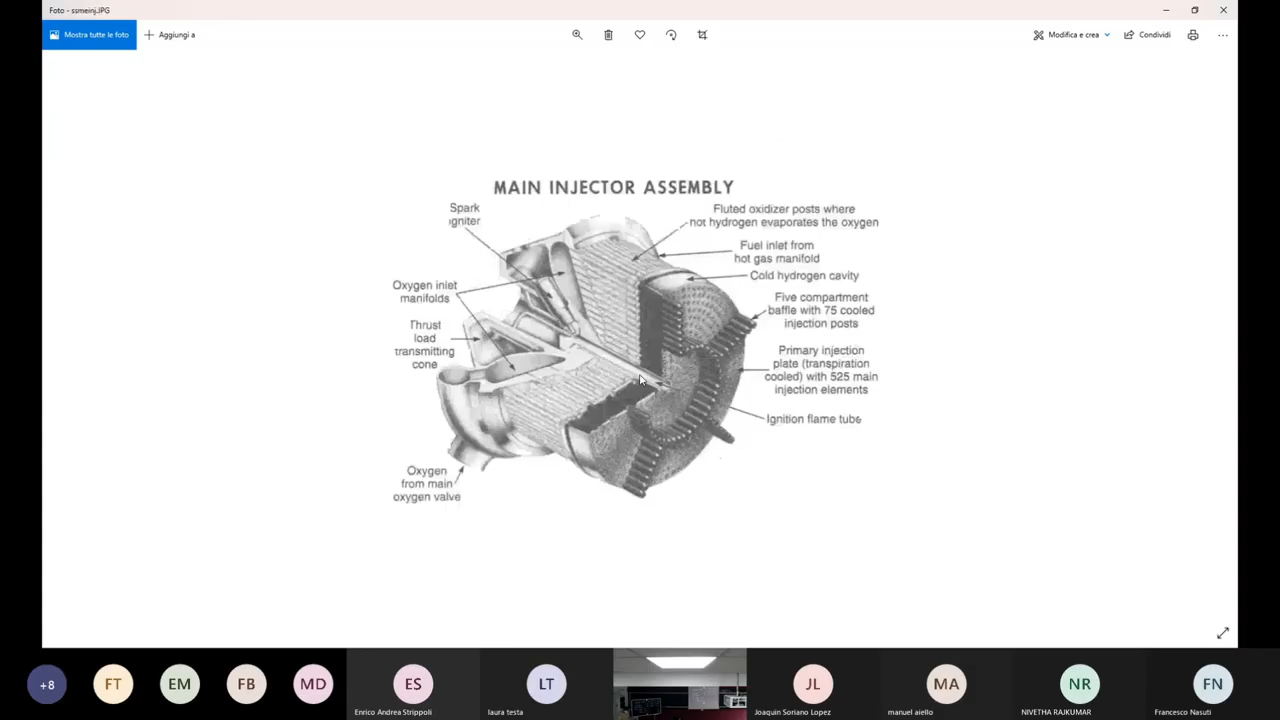 Foto - ssmeinj.JPG
Mostra tutte le foto
Aggiungi a
Modifica e crea
Condividi
MAIN INJECTOR ASSEMBLY
Spark
igniter
Fluted oxidizer posts where
hot hydrogen evaporates the oxygen
Fuel inlet from
hot gas manifold
Cold hydrogen cavity
Oxygen inlet
manifolds
Five compartment
baffle with 75 cooled
injection posts
Thrust
load
transmitting
cone
Primary injection
plate (transpiration
cooled) with 525 main
injection elements
Ignition flame tube
Oxygen
from main
oxygen valve
+8
FT
EM
FB
MD
ES
LT
JL
MA
NR
FN
Enrico Andrea Strippoli
laura testa
Joaquin Soriano Lopez
manuel aiello
NIVETHA RAJKUMAR
Francesco Nasuti